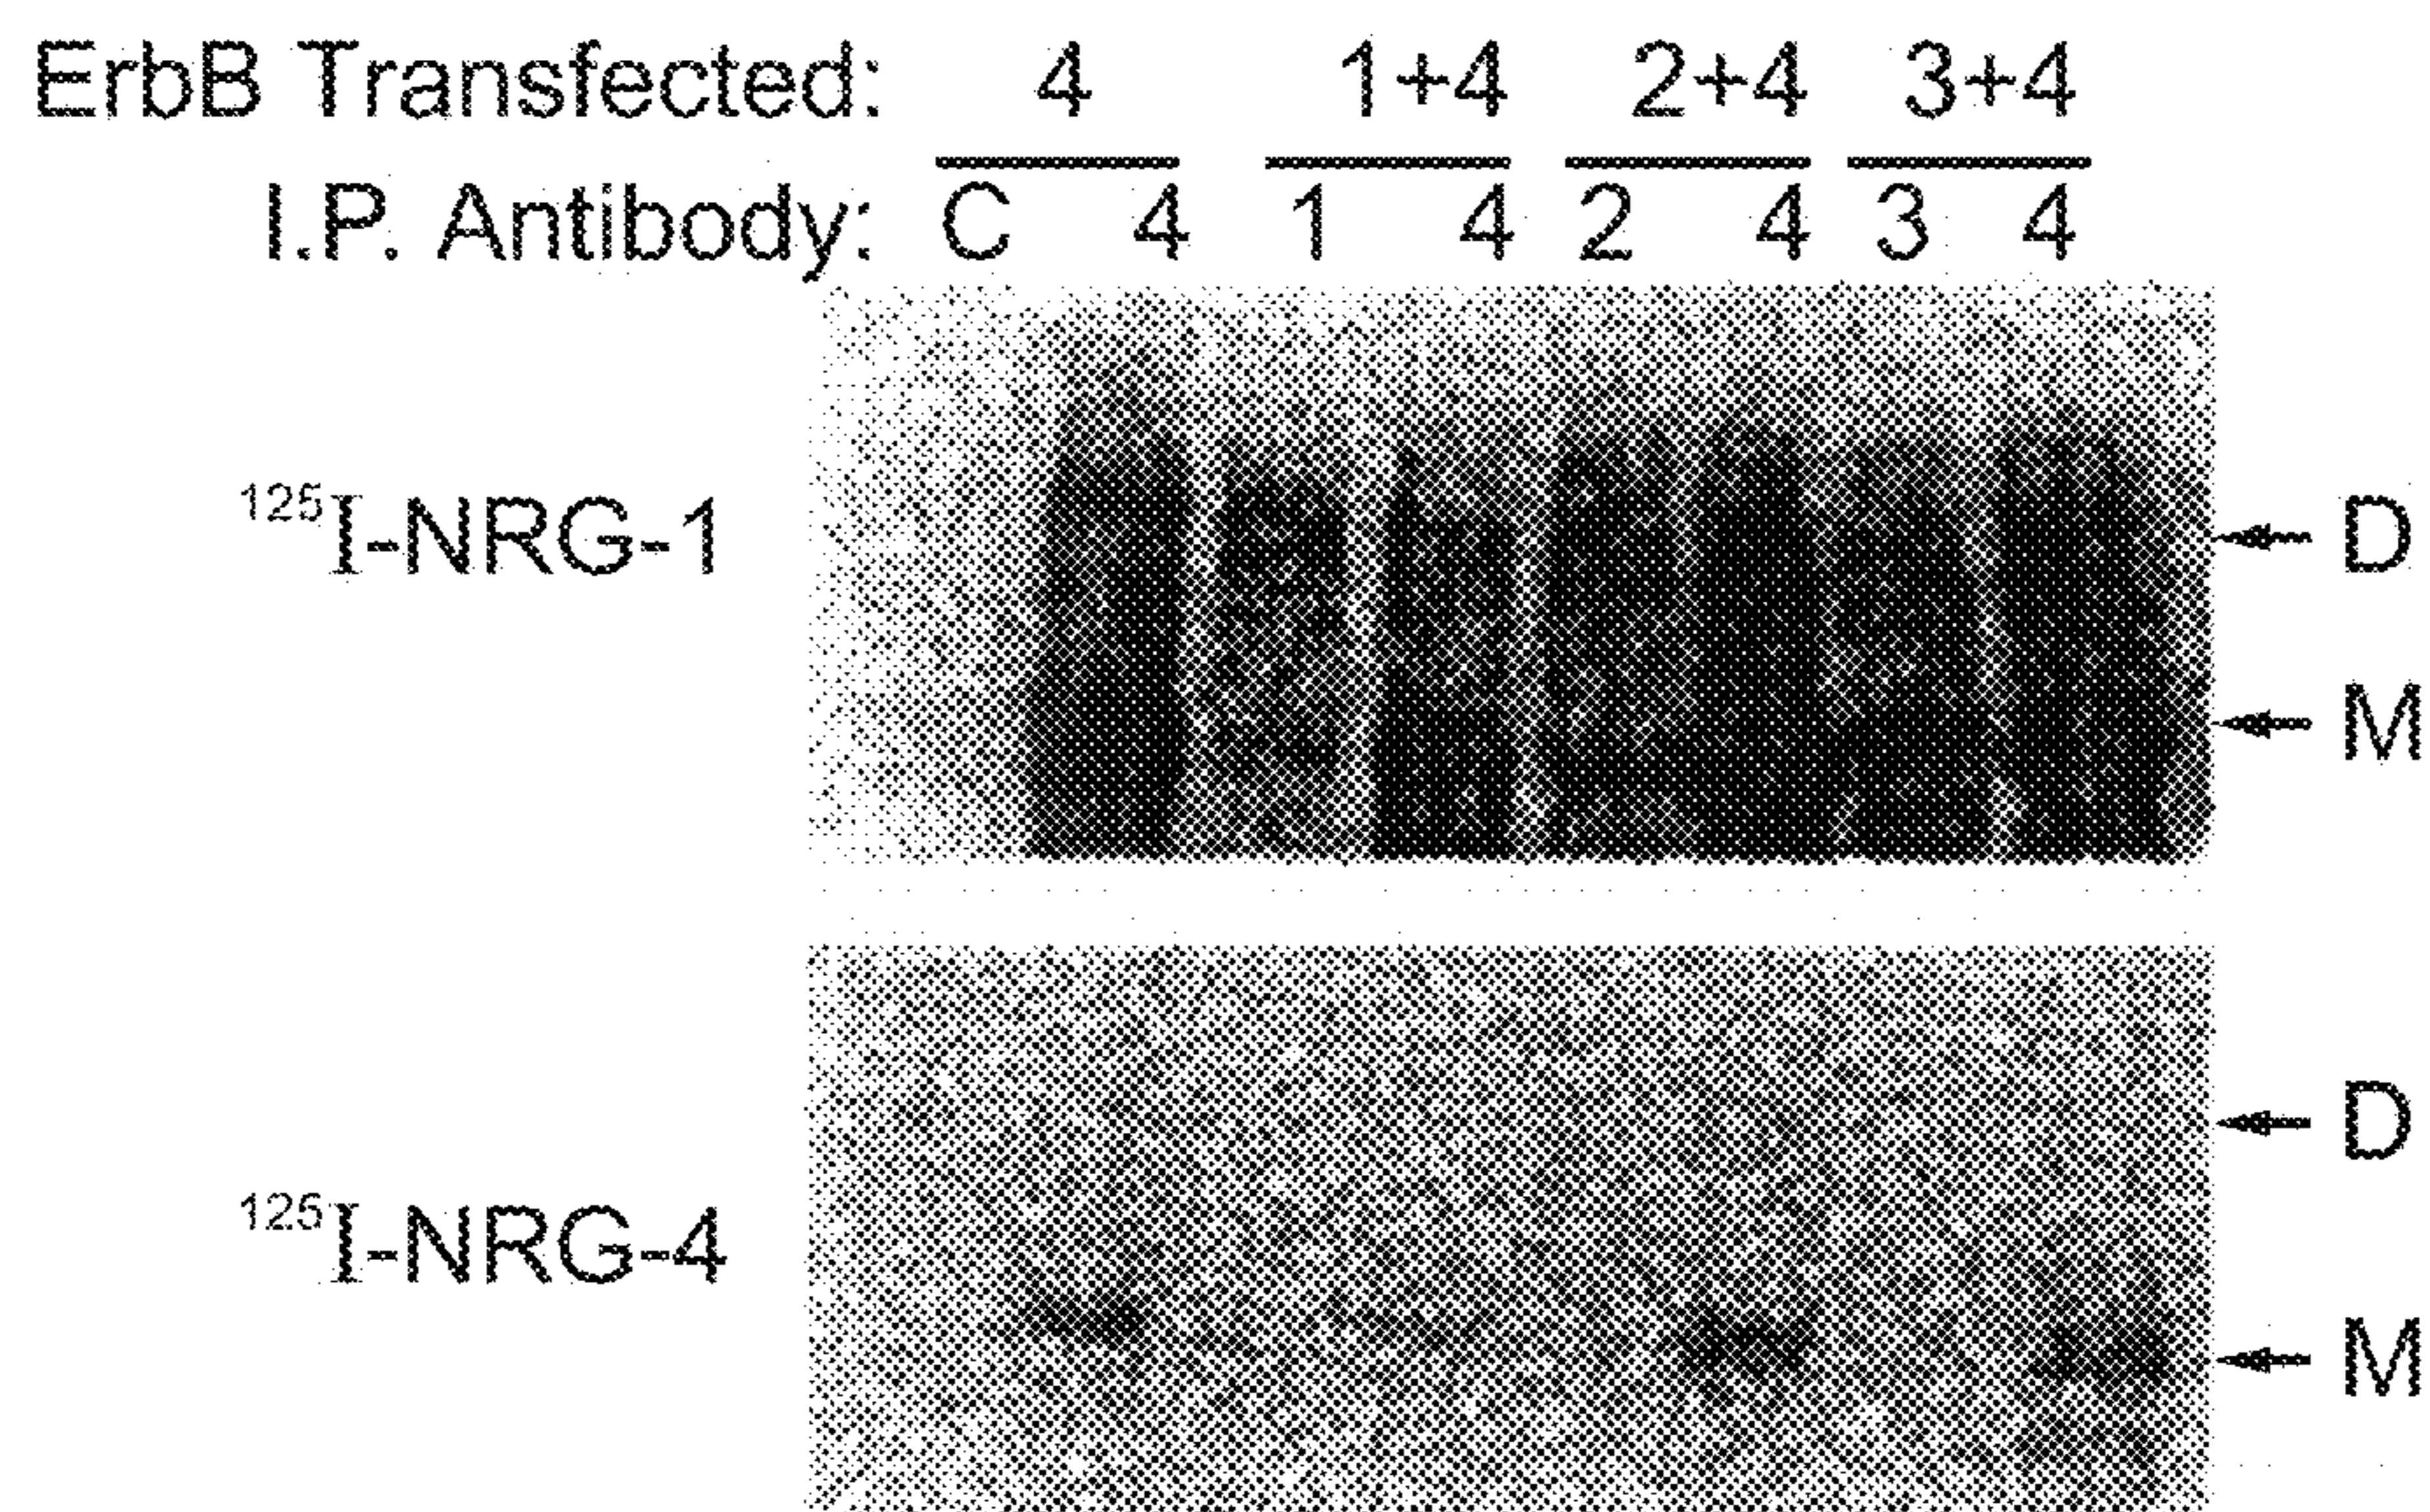 ErbB Transfected: 4 1+4 2+4 3+4
I.P. Antibody: C 4 1 4 2 4 3 4
¹²⁵I-NRG-1
D
M
¹²⁵I-NRG-4
D
M